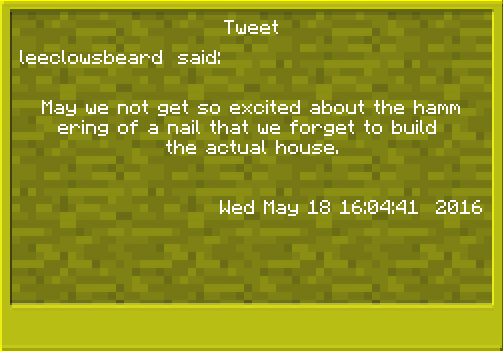 Tweet
leeclowsbeard said:
May we not get so excited about the hamm
ering of a nail that we forget to build
the actual house.
Wed May 18 16:04:41 2016